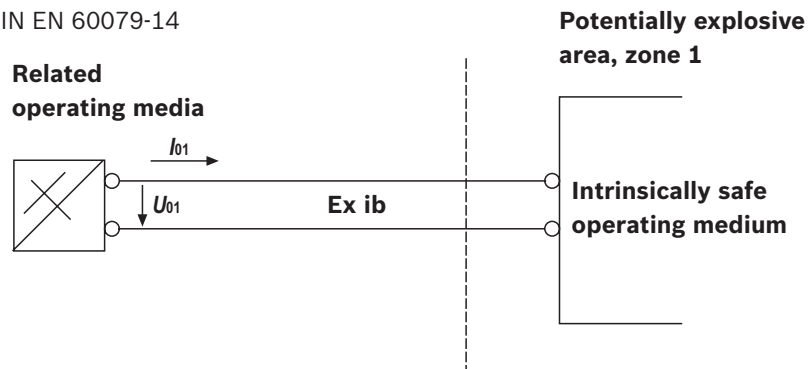 IN EN 60079-14
Potentially explosive
area, zone 1
Related
operating media
I01
U01
Ex ib
Intrinsically safe
operating medium